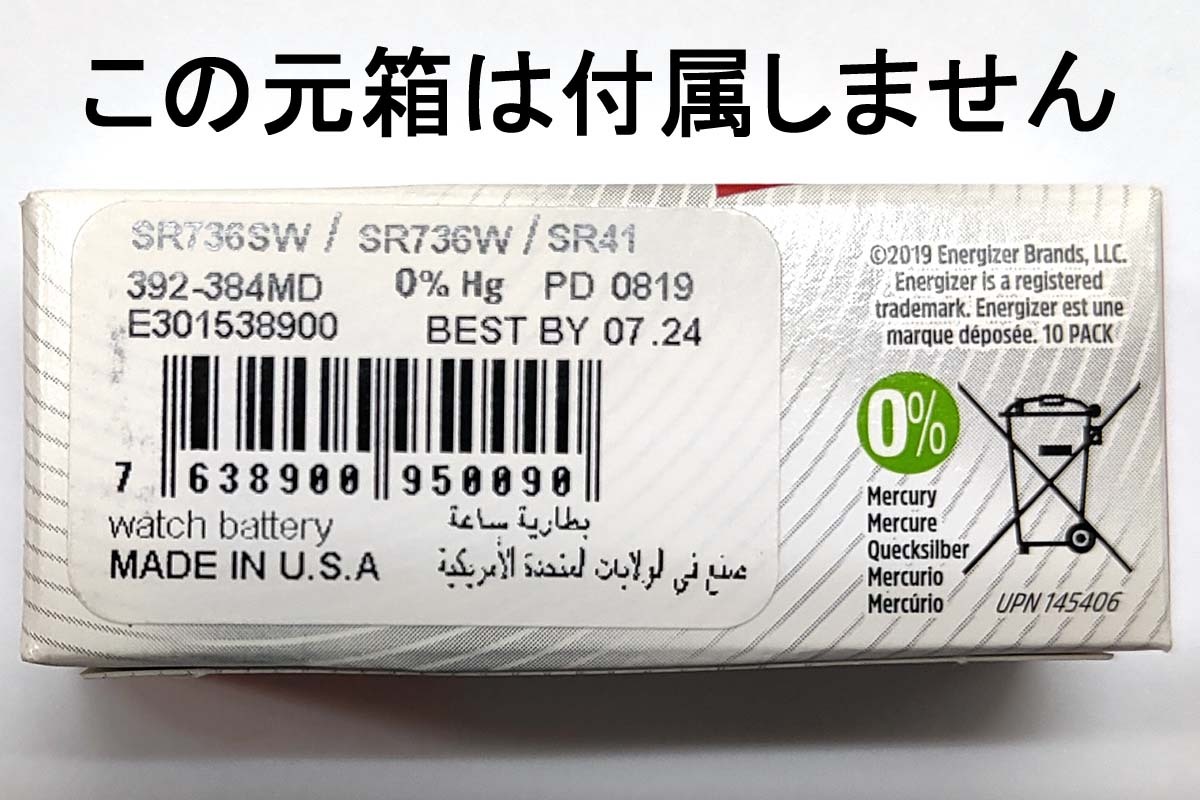 この元箱は付属しません
SR736SW / SR736W / SR41
392-384MD 0% Hg PD 0819
E301538900 BEST BY 07.24
7 638900 950090
watch battery بطارية ساعة
MADE IN U.S.A صنع في لولايات لمتحدة الأمريكية
©2019 Energizer Brands, LLC.
Energizer is a registered
trademark. Energizer est une
marque déposée. 10 PACK
0%
Mercury
Mercure
Quecksilber
Mercurio
Mercúrio
UPN 145406